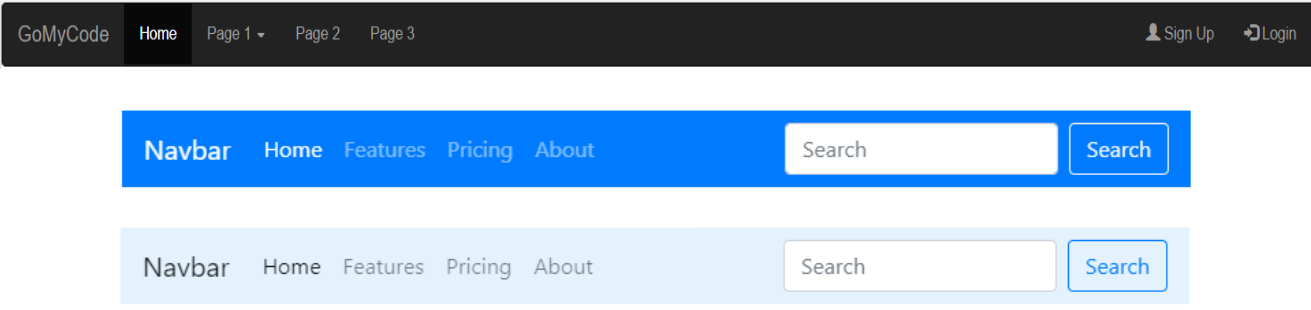 GoMyCode Home Page 1 Page 2 Page 3 Sign Up Login
Navbar Home Features Pricing About Search Search
Navbar Home Features Pricing About Search Search